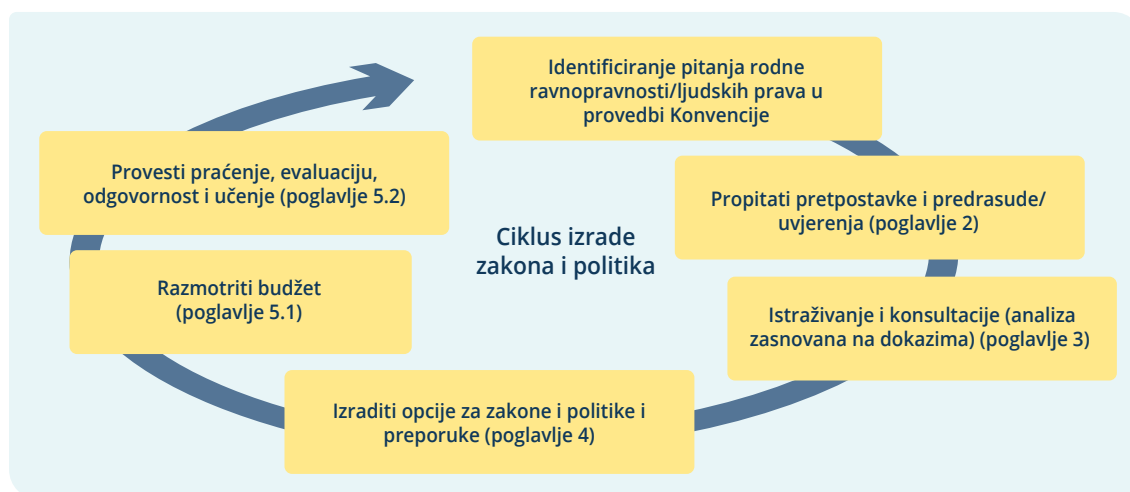 Identificiranje pitanja rodne
ravnopravnosti/ljudskih prava u
provedbi Konvencije
Propitati pretpostavke i predrasude/
uvjerenja (poglavlje 2)
Istraživanje i konsultacije (analiza
zasnovana na dokazima) (poglavlje 3)
Izraditi opcije za zakone i politike i
preporuke (poglavlje 4)
Razmotriti budžet
(poglavlje 5.1)
Provesti praćenje, evaluaciju,
odgovornost i učenje (poglavlje 5.2)
Ciklus izrade
zakona i politika